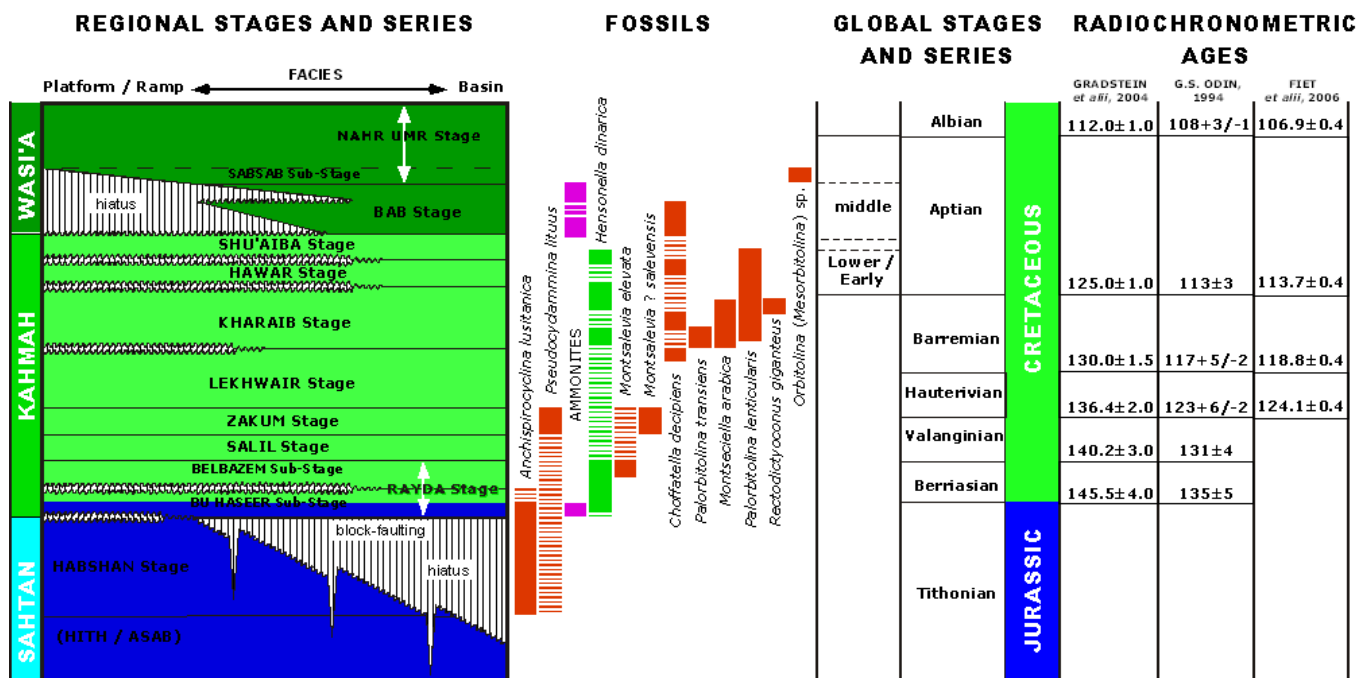 REGIONAL STAGES AND SERIES
FOSSILS
GLOBAL STAGES
AND SERIES
RADIOCHRONOMETRIC
AGES
Platform / Ramp
FACIES
Basin
GRADSTEIN
et alii, 2004
G.S. ODIN,
1994
FIET
et alii, 2006
WASI'A
KAHMAH
SAHTAN
NAHR UMR Stage
SABSAB Sub-Stage
hiatus
BAB Stage
SHU'AIBA Stage
HAWAR Stage
KHARAIB Stage
LEKHWAIR Stage
ZAKUM Stage
SALIL Stage
BELBAZEM Sub-Stage
RAYDA Stage
BU HASEER Sub-Stage
block-faulting
hiatus
HABSHAN Stage
(HITH / ASAB)
Anchispirocyclina lusitanica
Pseudocydammina lituus
AMMONITES
Hensonella dinarica
Montsalevia elevata
Montsalevia ? salevensis
Choffatella decipiens
Palorbitolina transiens
Montseciella arabica
Palorbitolina lenticularis
Rectodictyoconus giganteus
Orbitolina (Mesorbitolina) sp.
middle
Lower /
Early
Albian
Aptian
Barremian
Hauterivian
Valanginian
Berriasian
Tithonian
CRETACEOUS
JURASSIC
112.0±1.0 108+3/-1 106.9±0.4
125.0±1.0 113±3 113.7±0.4
130.0±1.5 117+5/-2 118.8±0.4
136.4±2.0 123+6/-2 124.1±0.4
140.2±3.0 131±4
145.5±4.0 135±5